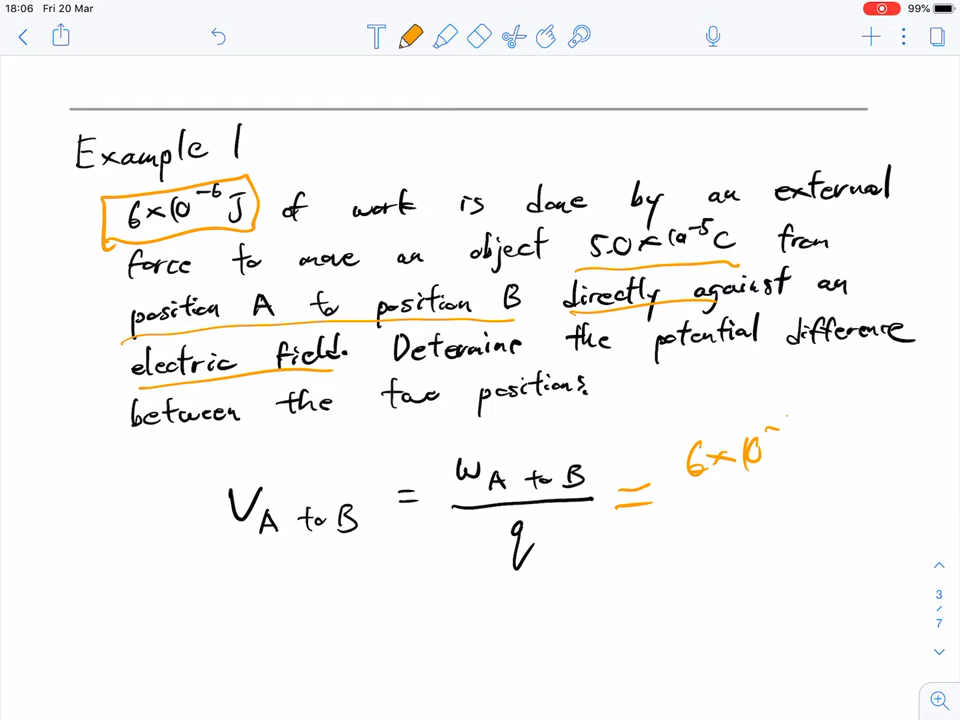 18:06 Fri 20 Mar 99%
T
Example 1
6×10⁻⁶ J of work is done by an external
force to move an object 5.0×10⁻⁵ C from
position A to position B directly against an
electric field. Determine the potential difference
between the two positions.
V A to B = W A to B / q = 6×10⁻
3
/
7